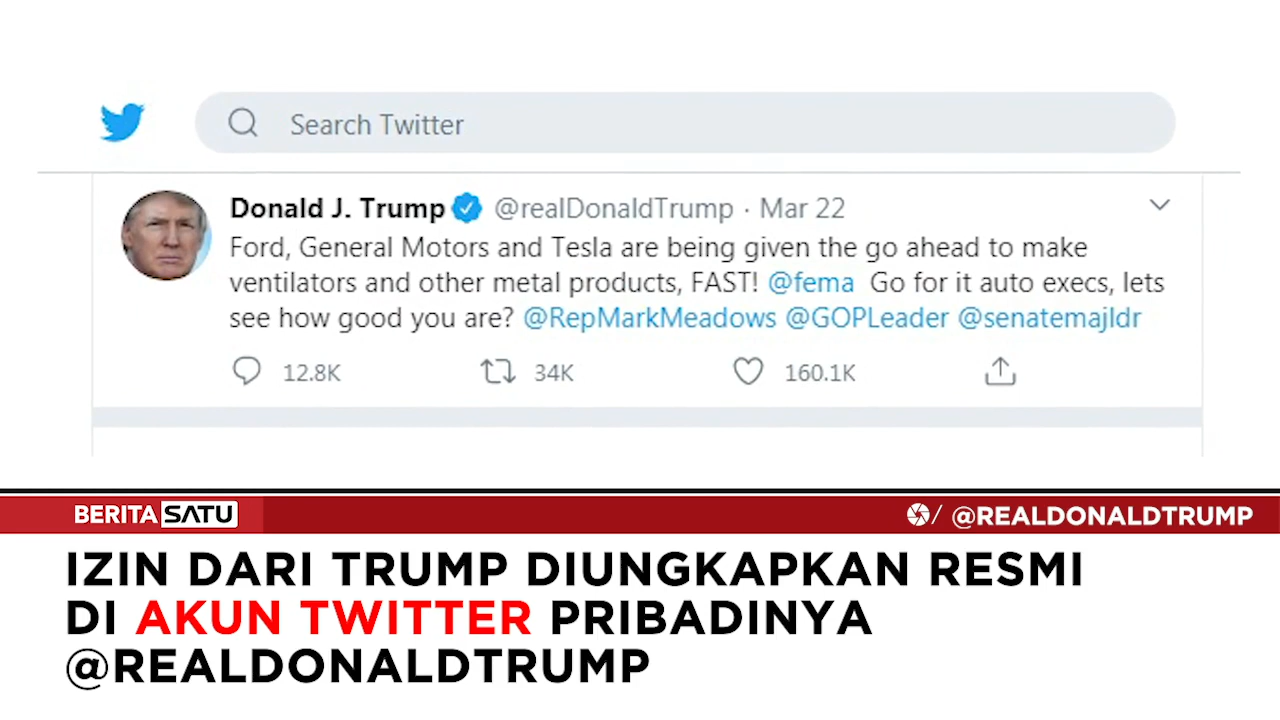 Search Twitter
Donald J. Trump @realDonaldTrump · Mar 22
Ford, General Motors and Tesla are being given the go ahead to make
ventilators and other metal products, FAST! @fema Go for it auto execs, lets
see how good you are? @RepMarkMeadows @GOPLeader @senatemajldr
12.8K 34K 160.1K
BERITA SATU / @REALDONALDTRUMP
IZIN DARI TRUMP DIUNGKAPKAN RESMI
DI AKUN TWITTER PRIBADINYA
@REALDONALDTRUMP